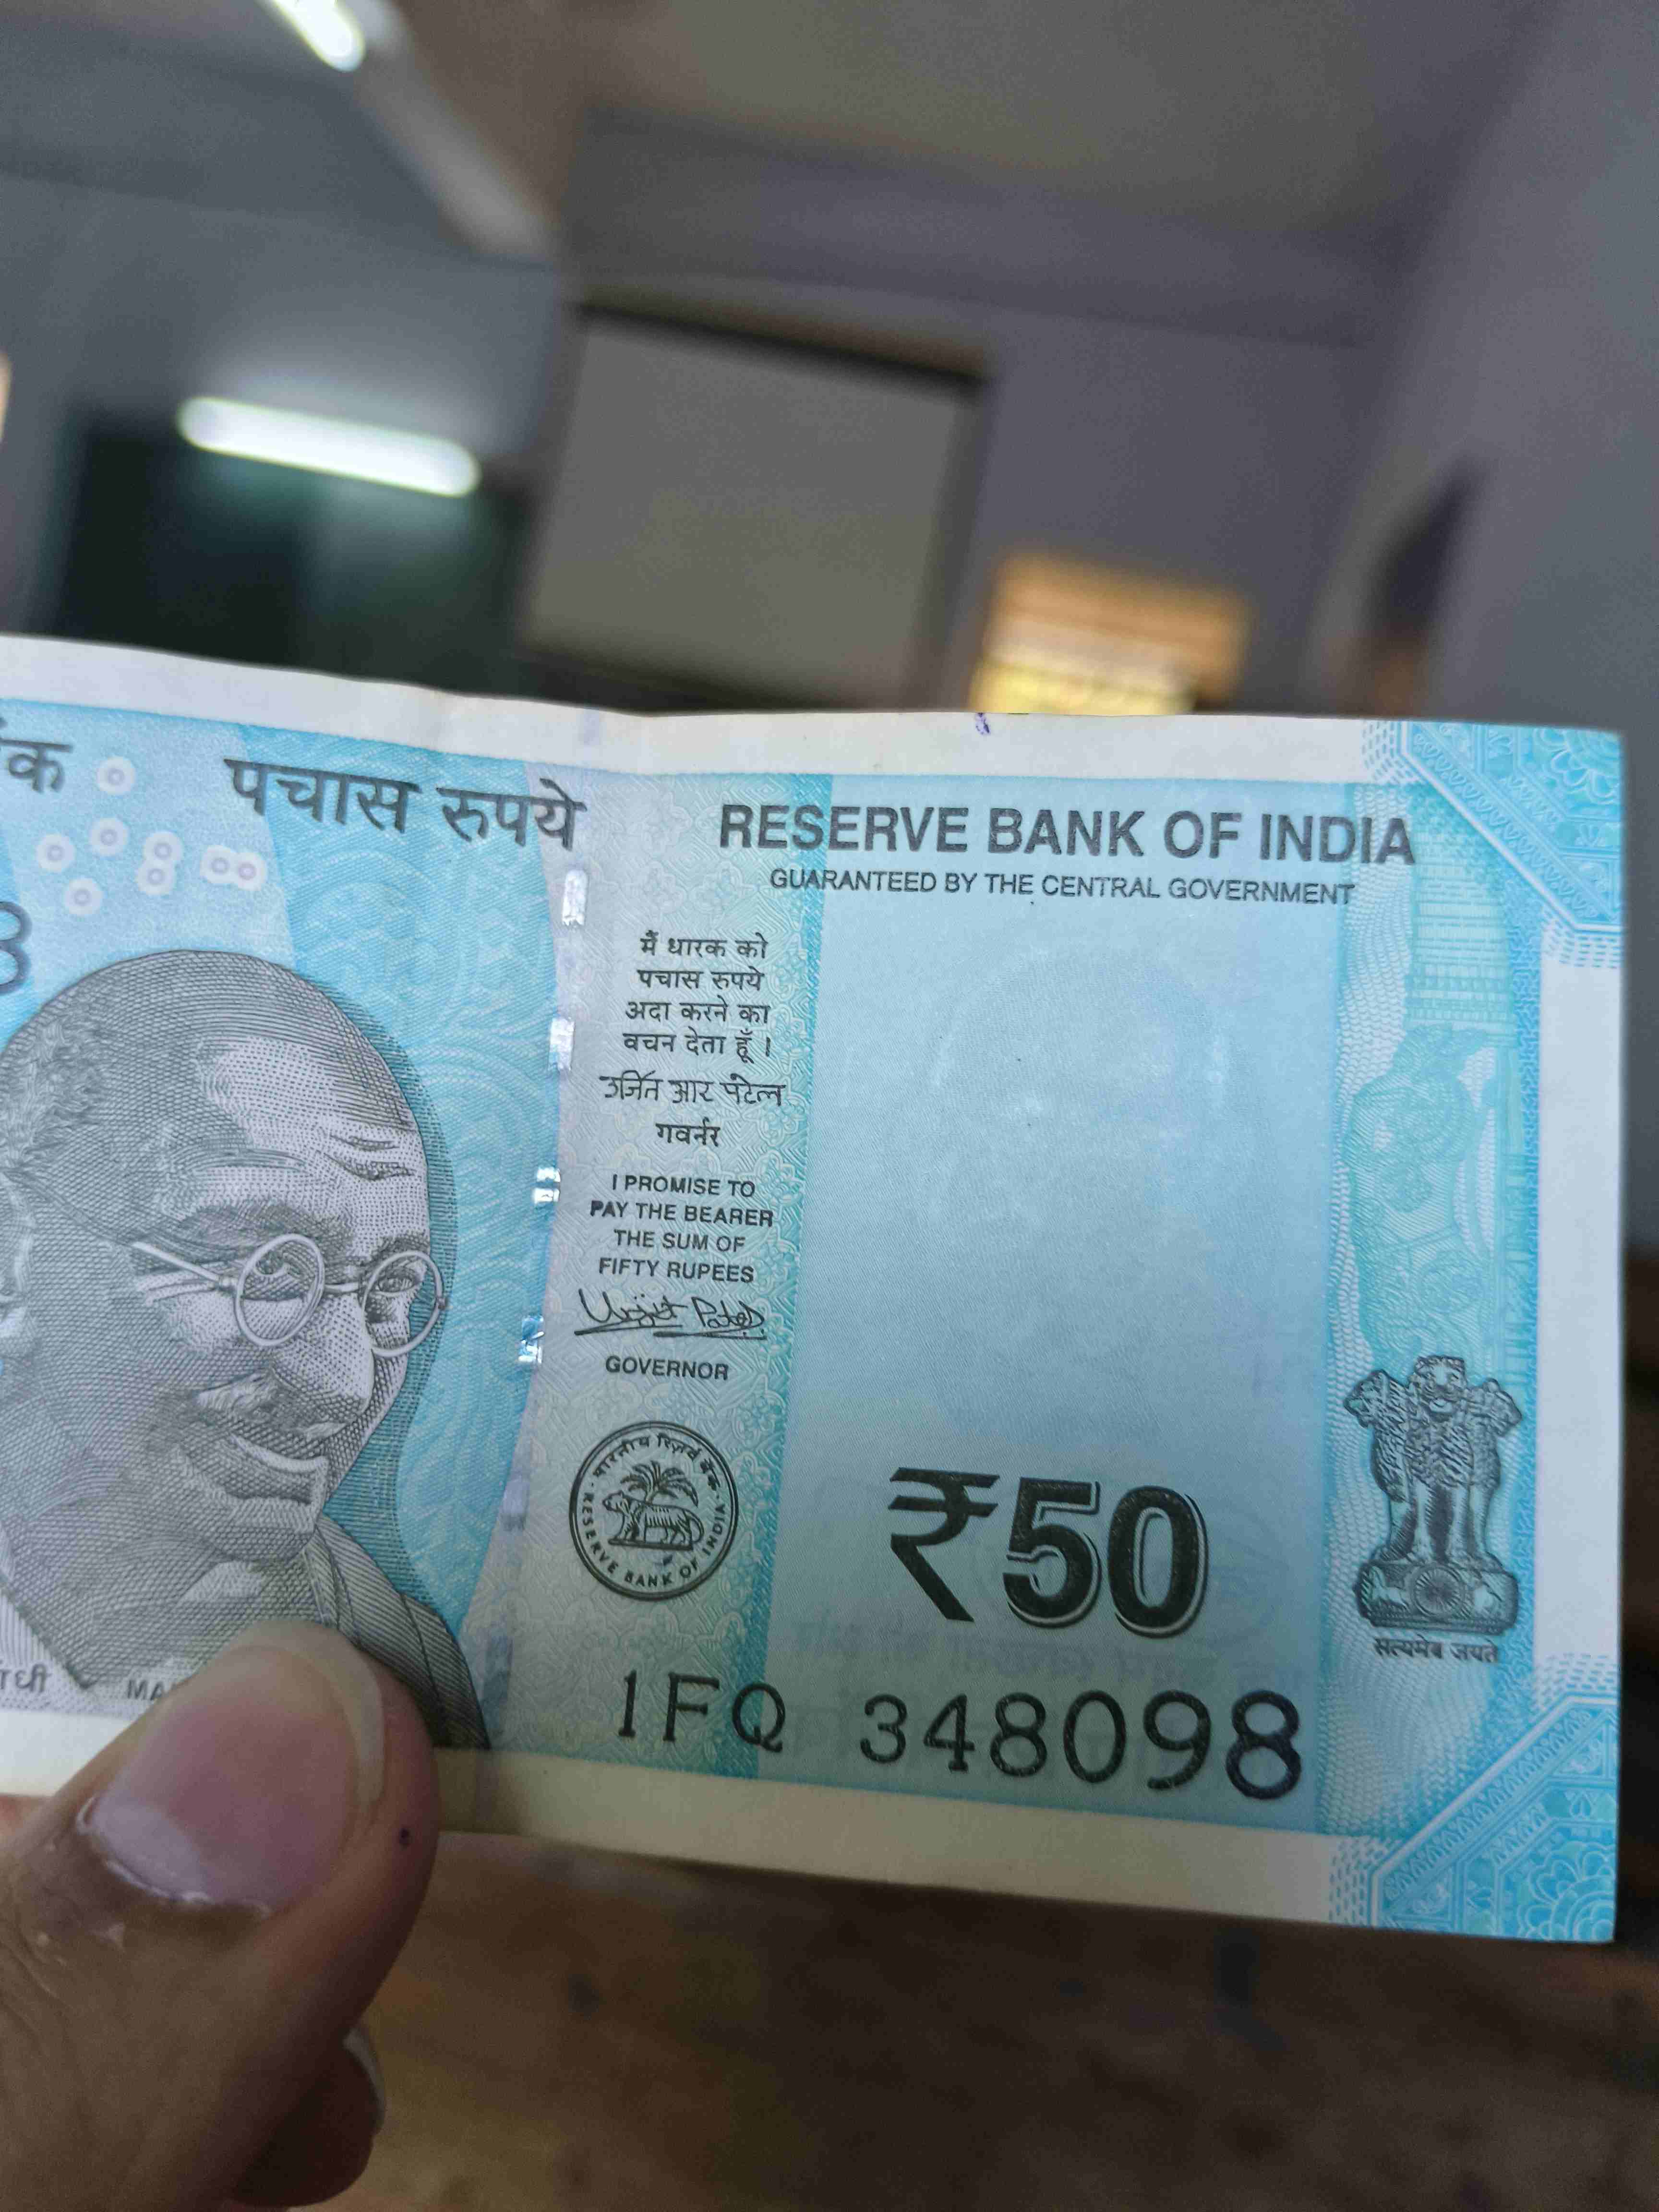 पचास रुपये
RESERVE BANK OF INDIA
GUARANTEED BY THE CENTRAL GOVERNMENT
मैं धारक को
पचास रुपये
अदा करने का
वचन देता हूँ।
उर्जित आर पटेल
गवर्नर
I PROMISE TO
PAY THE BEARER
THE SUM OF
FIFTY RUPEES
Urjit Patel
GOVERNOR
भारतीय रिज़र्व बैंक
RESERVE BANK OF INDIA
₹50
सत्यमेव जयते
1FQ 348098